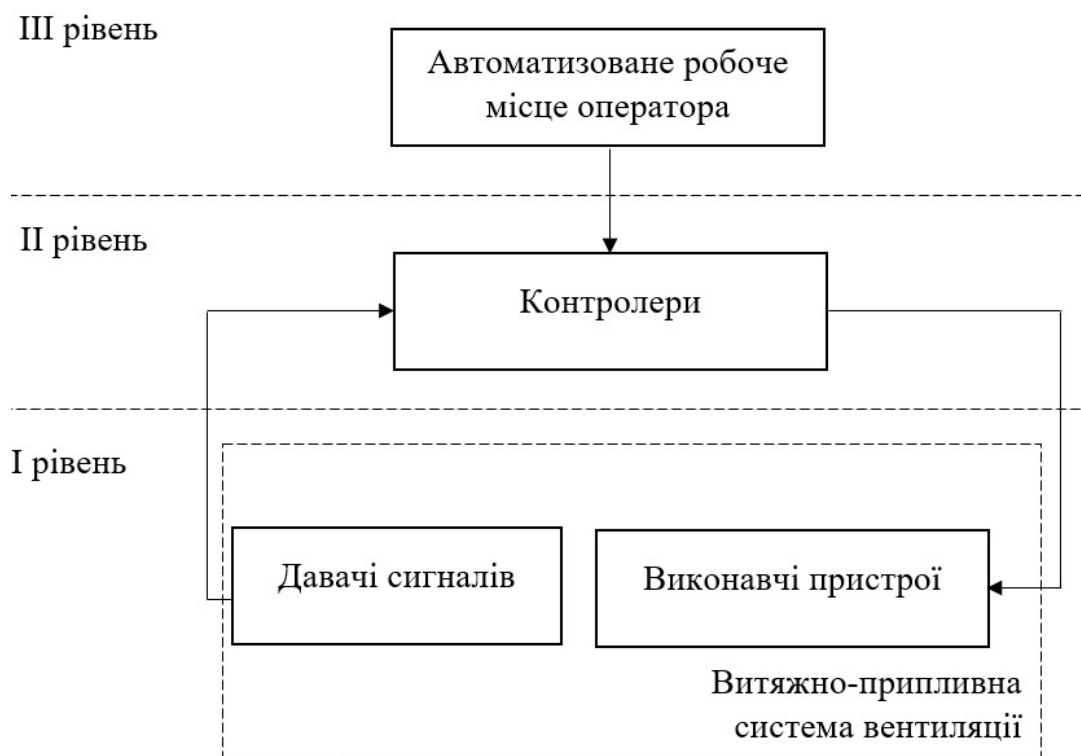 III рівень
Автоматизоване робоче
місце оператора
II рівень
Контролери
I рівень
Давачі сигналів
Виконавчі пристрої
Витяжно-припливна
система вентиляції